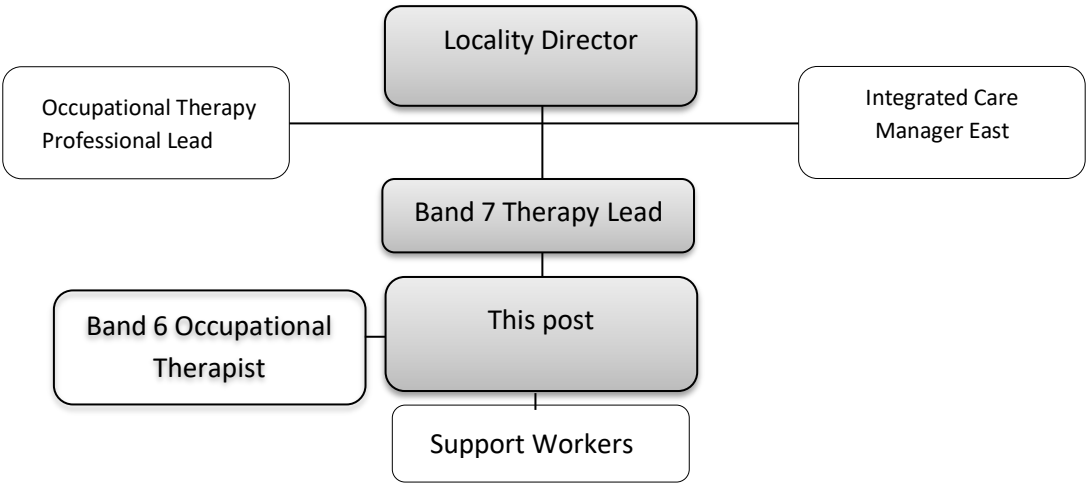 Locality Director
Occupational Therapy
Professional Lead
Integrated Care
Manager East
Band 7 Therapy Lead
This post
Band 6 Occupational
Therapist
Support Workers